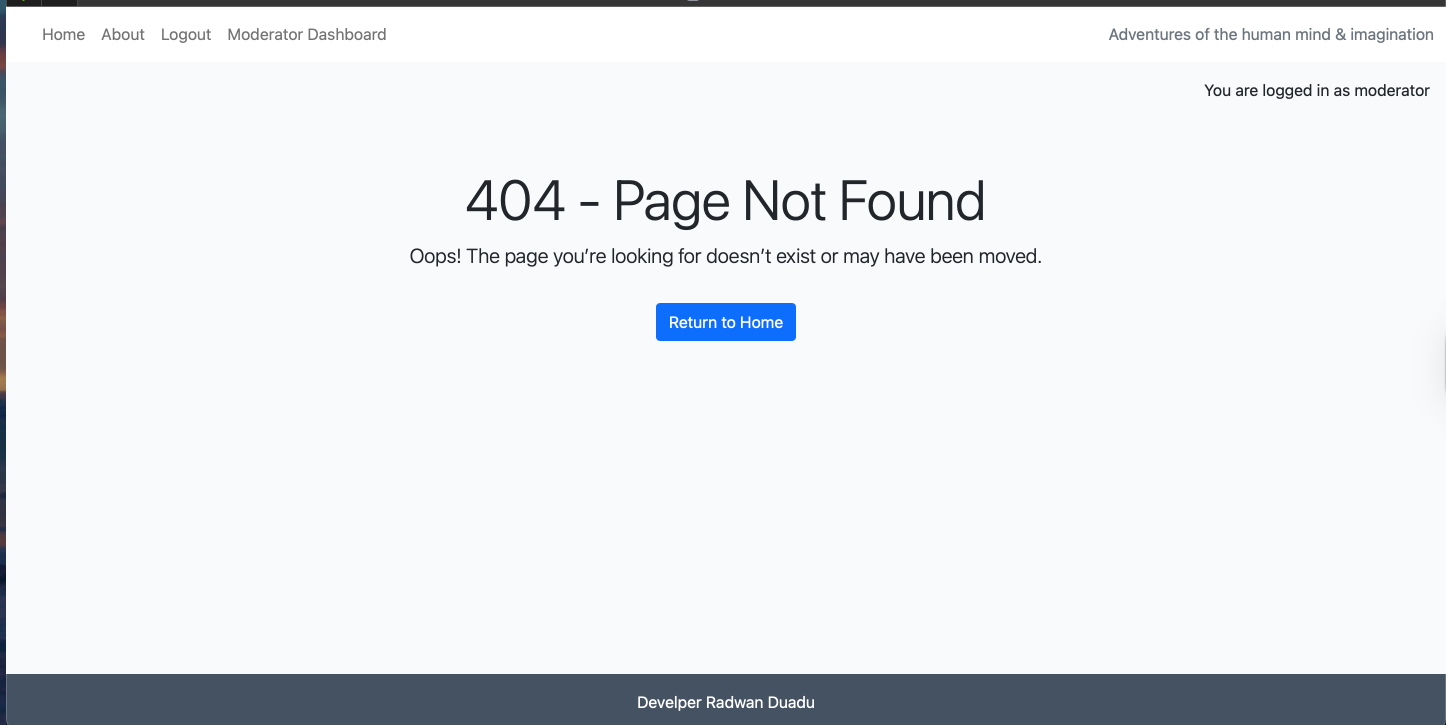 Home About Logout Moderator Dashboard Adventures of the human mind & imagination
You are logged in as moderator
404 - Page Not Found
Oops! The page you’re looking for doesn’t exist or may have been moved.
Return to Home
Develper Radwan Duadu